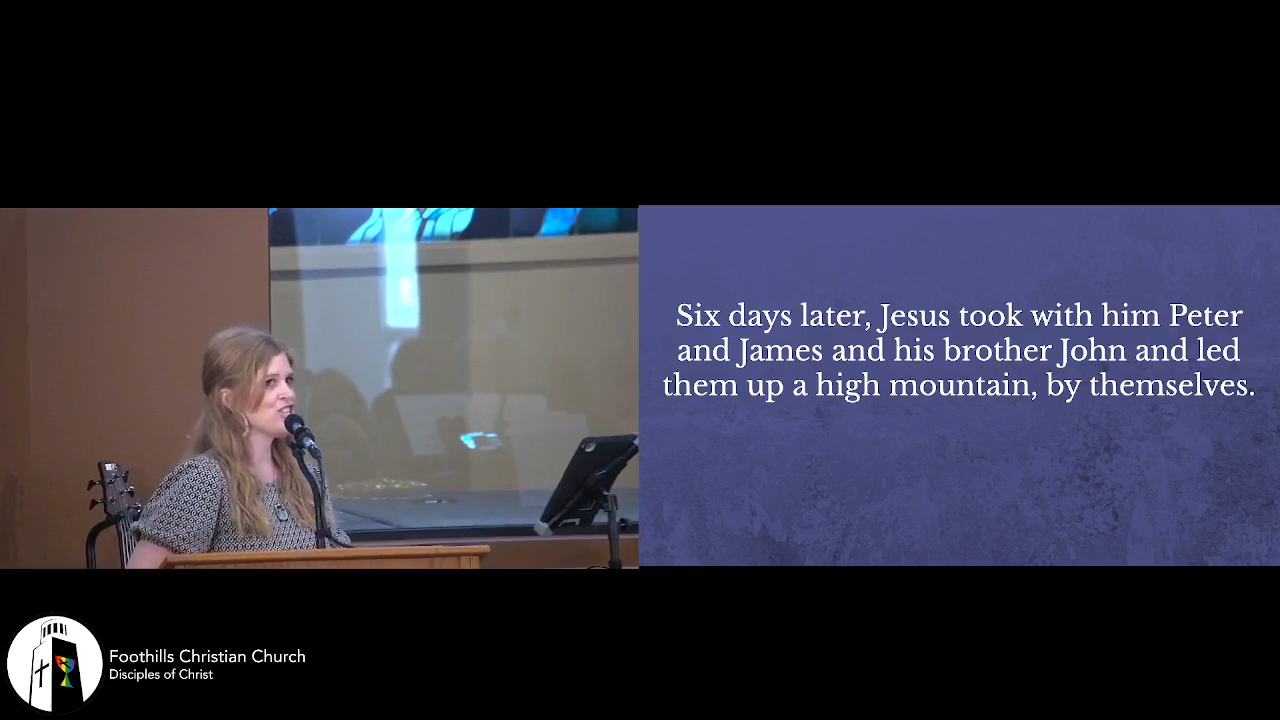 Six days later, Jesus took with him Peter
and James and his brother John and led
them up a high mountain, by themselves.
Foothills Christian Church
Disciples of Christ